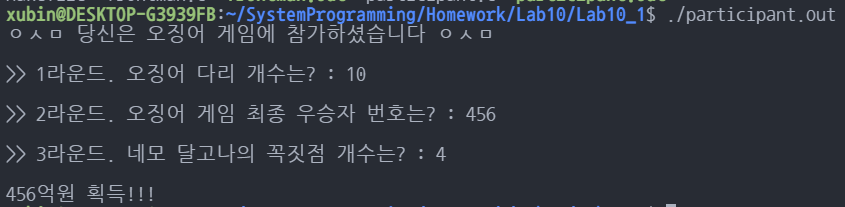 xubin@DESKTOP-G3939FB:~/SystemProgramming/Homework/Lab10/Lab10_1$ ./participant.out
ㅇㅅㅁ 당신은 오징어 게임에 참가하셨습니다 ㅇㅅㅁ
>> 1라운드. 오징어 다리 개수는? : 10
>> 2라운드. 오징어 게임 최종 우승자 번호는? : 456
>> 3라운드. 네모 달고나의 꼭짓점 개수는? : 4
456억원 획득!!!